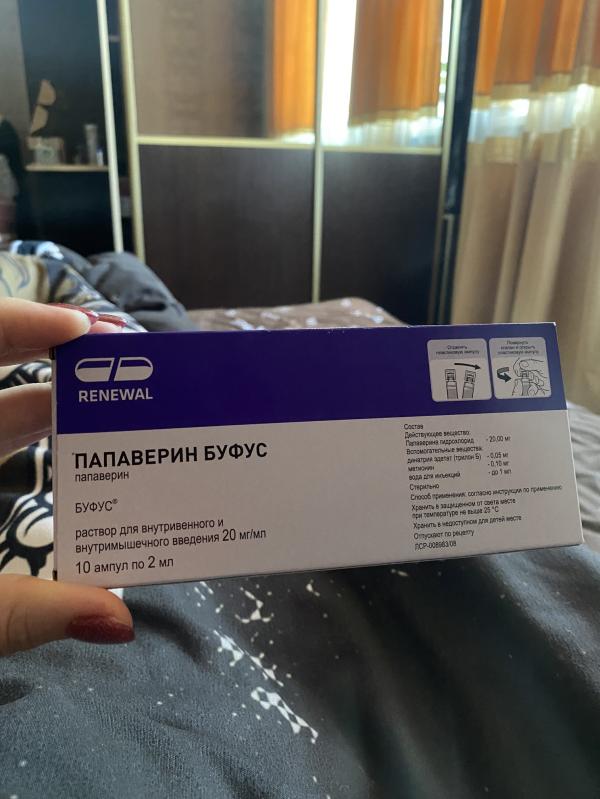 RENEWAL
ПАПАВЕРИН БУФУС
папаверин
БУФУС®
раствор для внутривенного и
внутримышечного введения 20 мг/мл
10 ампул по 2 мл
Отделить
пластиковую ампулу
Повернуть
клапан и открыть
пластиковую ампулу
Состав
Действующее вещество:
Папаверина гидрохлорид - 20,00 мг
Вспомогательные вещества:
динатрия эдетат (трилон Б) - 0,05 мг
метионин - 0,10 мг
вода для инъекций - до 1 мл
Стерильно
Способ применения: согласно инструкции по применению
Хранить в защищенном от света месте
при температуре не выше 25 °C
Хранить в недоступном для детей месте
Отпускают по рецепту
ЛСР-008983/08